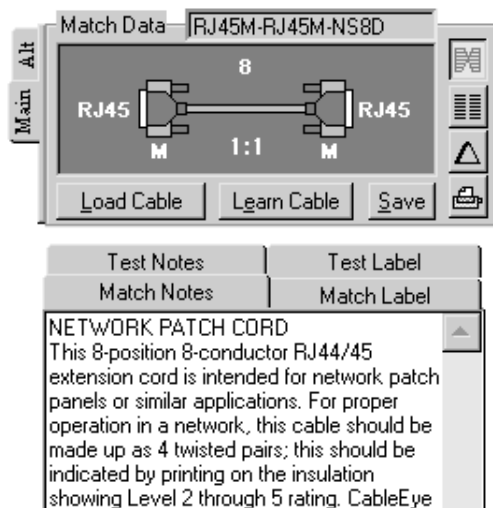 Match Data RJ45M-RJ45M-NS8D
Alt
Main
8
RJ45 RJ45
M 1:1 M
Load Cable Learn Cable Save
Test Notes Test Label
Match Notes Match Label
NETWORK PATCH CORD
This 8-position 8-conductor RJ44/45
extension cord is intended for network patch
panels or similar applications. For proper
operation in a network, this cable should be
made up as 4 twisted pairs; this should be
indicated by printing on the insulation
showing Level 2 through 5 rating. CableEye